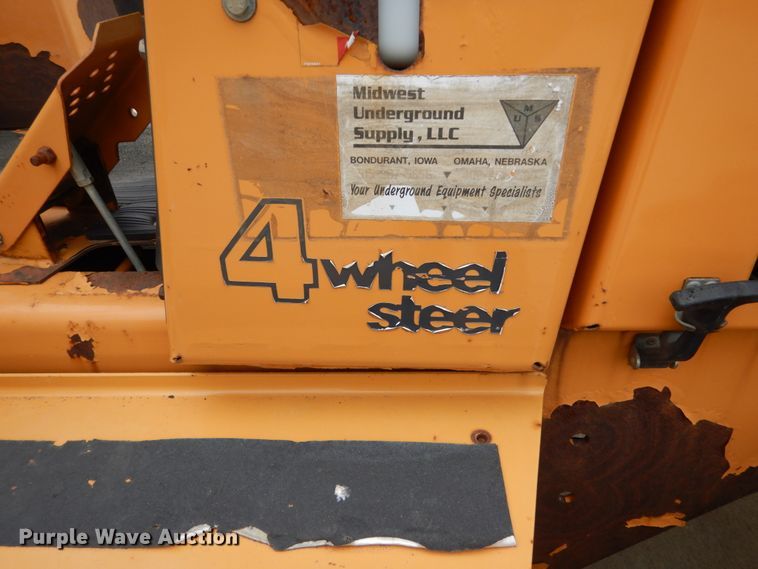 Midwest
Underground
Supply, LLC
M
U S
BONDURANT, IOWA OMAHA, NEBRASKA
Your Underground Equipment Specialists
4 wheel
steer
Purple Wave Auction